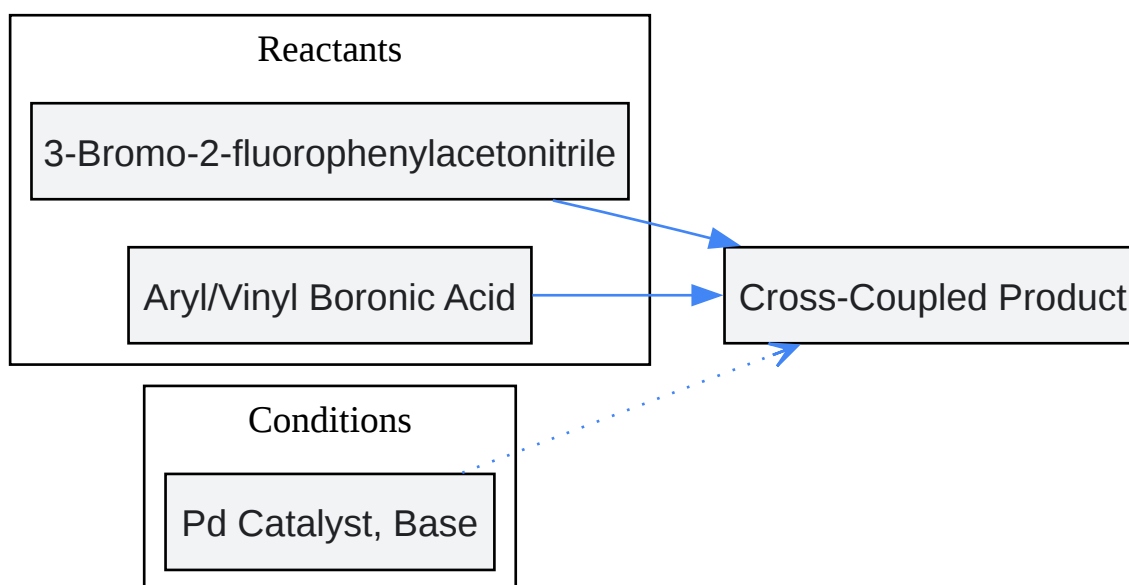 Reactants
3-Bromo-2-fluorophenylacetonitrile
Aryl/Vinyl Boronic Acid
Cross-Coupled Product
Conditions
Pd Catalyst, Base